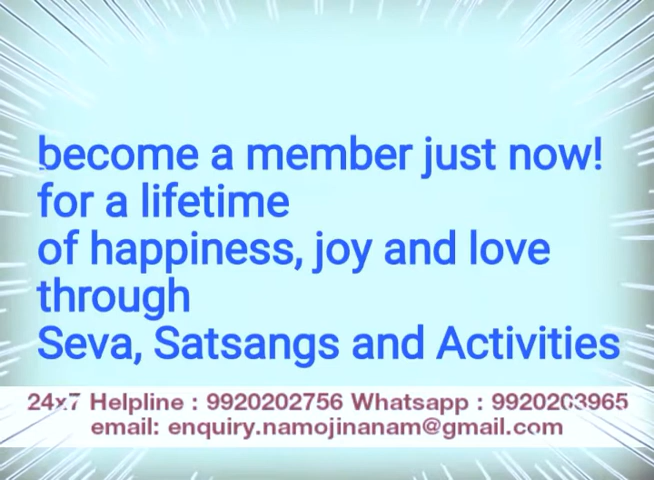 become a member just now!
for a lifetime
of happiness, joy and love
through
Seva, Satsangs and Activities
24x7 Helpline : 9920202756 Whatsapp : 9920203965
email: enquiry.namojinanam@gmail.com